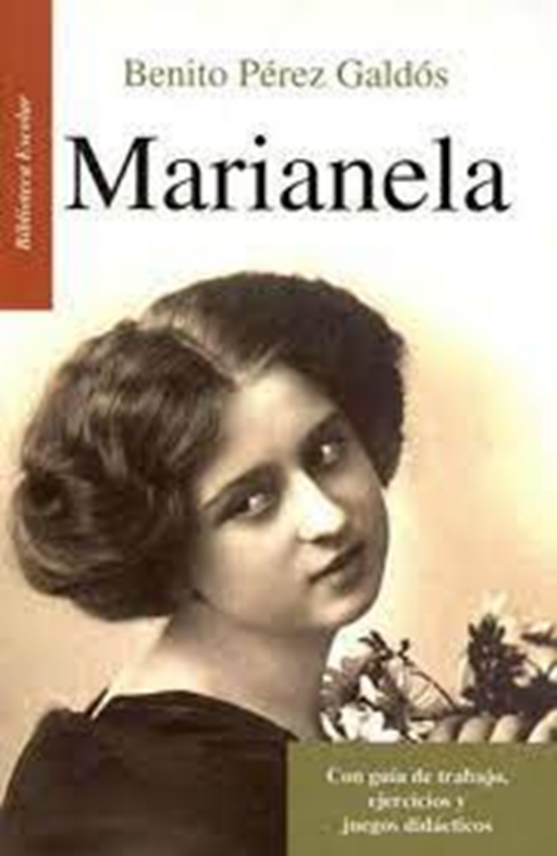 Benito Pérez Galdós
Marianela
Biblioteca Escolar
Con guía de trabajo,
ejercicios y
juegos didácticos